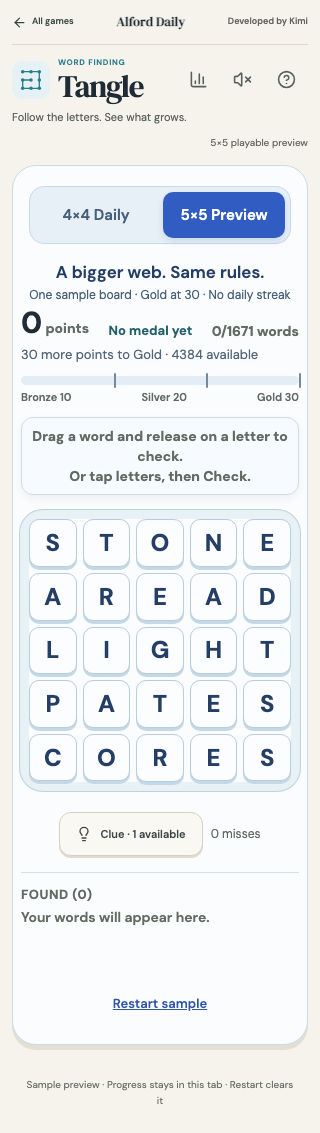 All games
Alford Daily
Developed by Kimi
WORD FINDING
Tangle
Follow the letters. See what grows.
5×5 playable preview
4×4 Daily
5×5 Preview
A bigger web. Same rules.
One sample board · Gold at 30 · No daily streak
0 points
No medal yet
0/1671 words
30 more points to Gold · 4384 available
Bronze 10
Silver 20
Gold 30
Drag a word and release on a letter to
check.
Or tap letters, then Check.
S T O N E
A R E A D
L I G H T
P A T E S
C O R E S
Clue · 1 available
0 misses
FOUND (0)
Your words will appear here.
Restart sample
Sample preview · Progress stays in this tab · Restart clears
it